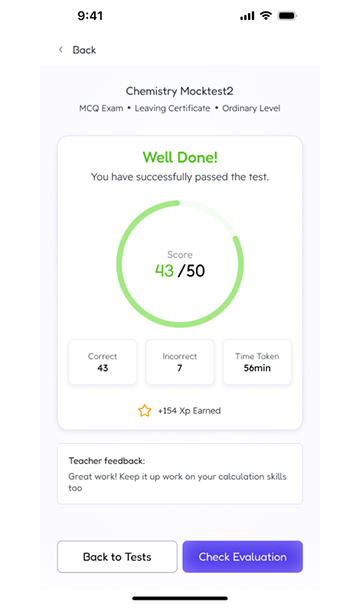 9:41
Back
Chemistry Mocktest2
MCQ Exam • Leaving Certificate • Ordinary Level
Well Done!
You have successfully passed the test.
Score
43 /50
Correct
43
Incorrect
7
Time Taken
56min
+154 Xp Earned
Teacher feedback:
Great work! Keep it up work on your calculation skills
too
Back to Tests
Check Evaluation